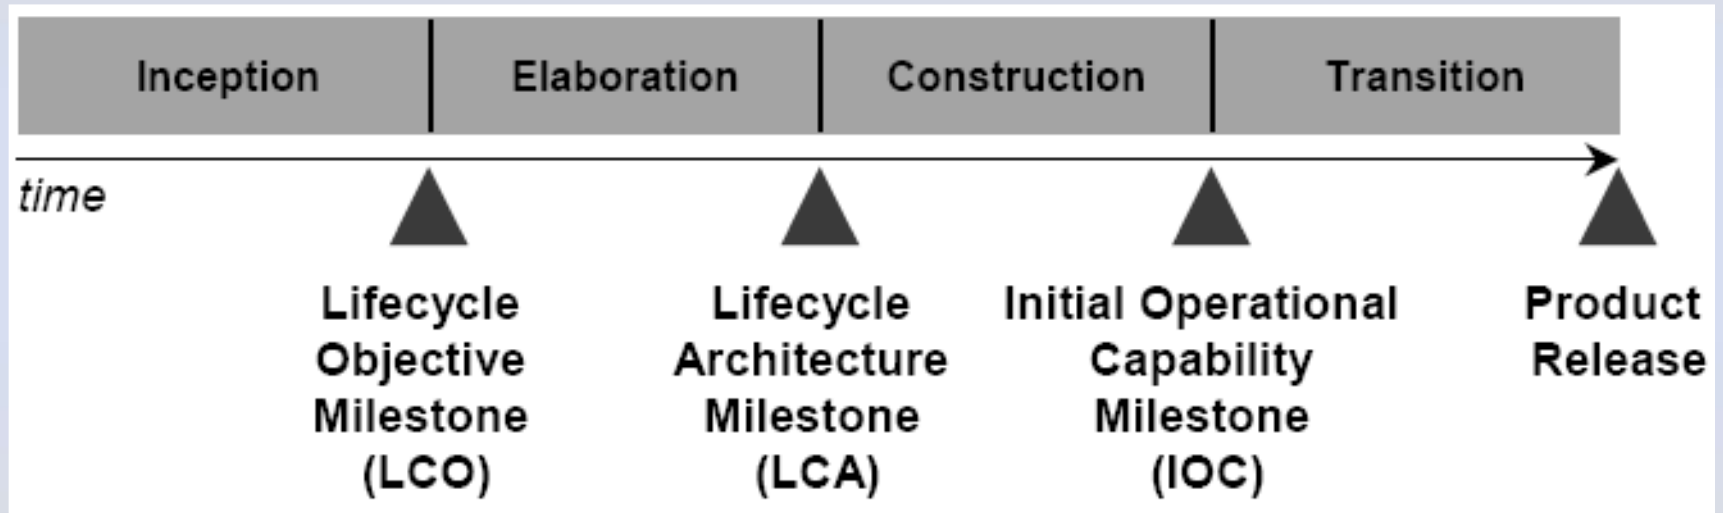 Inception Elaboration Construction Transition
time
Lifecycle
Objective
Milestone
(LCO)
Lifecycle
Architecture
Milestone
(LCA)
Initial Operational
Capability
Milestone
(IOC)
Product
Release